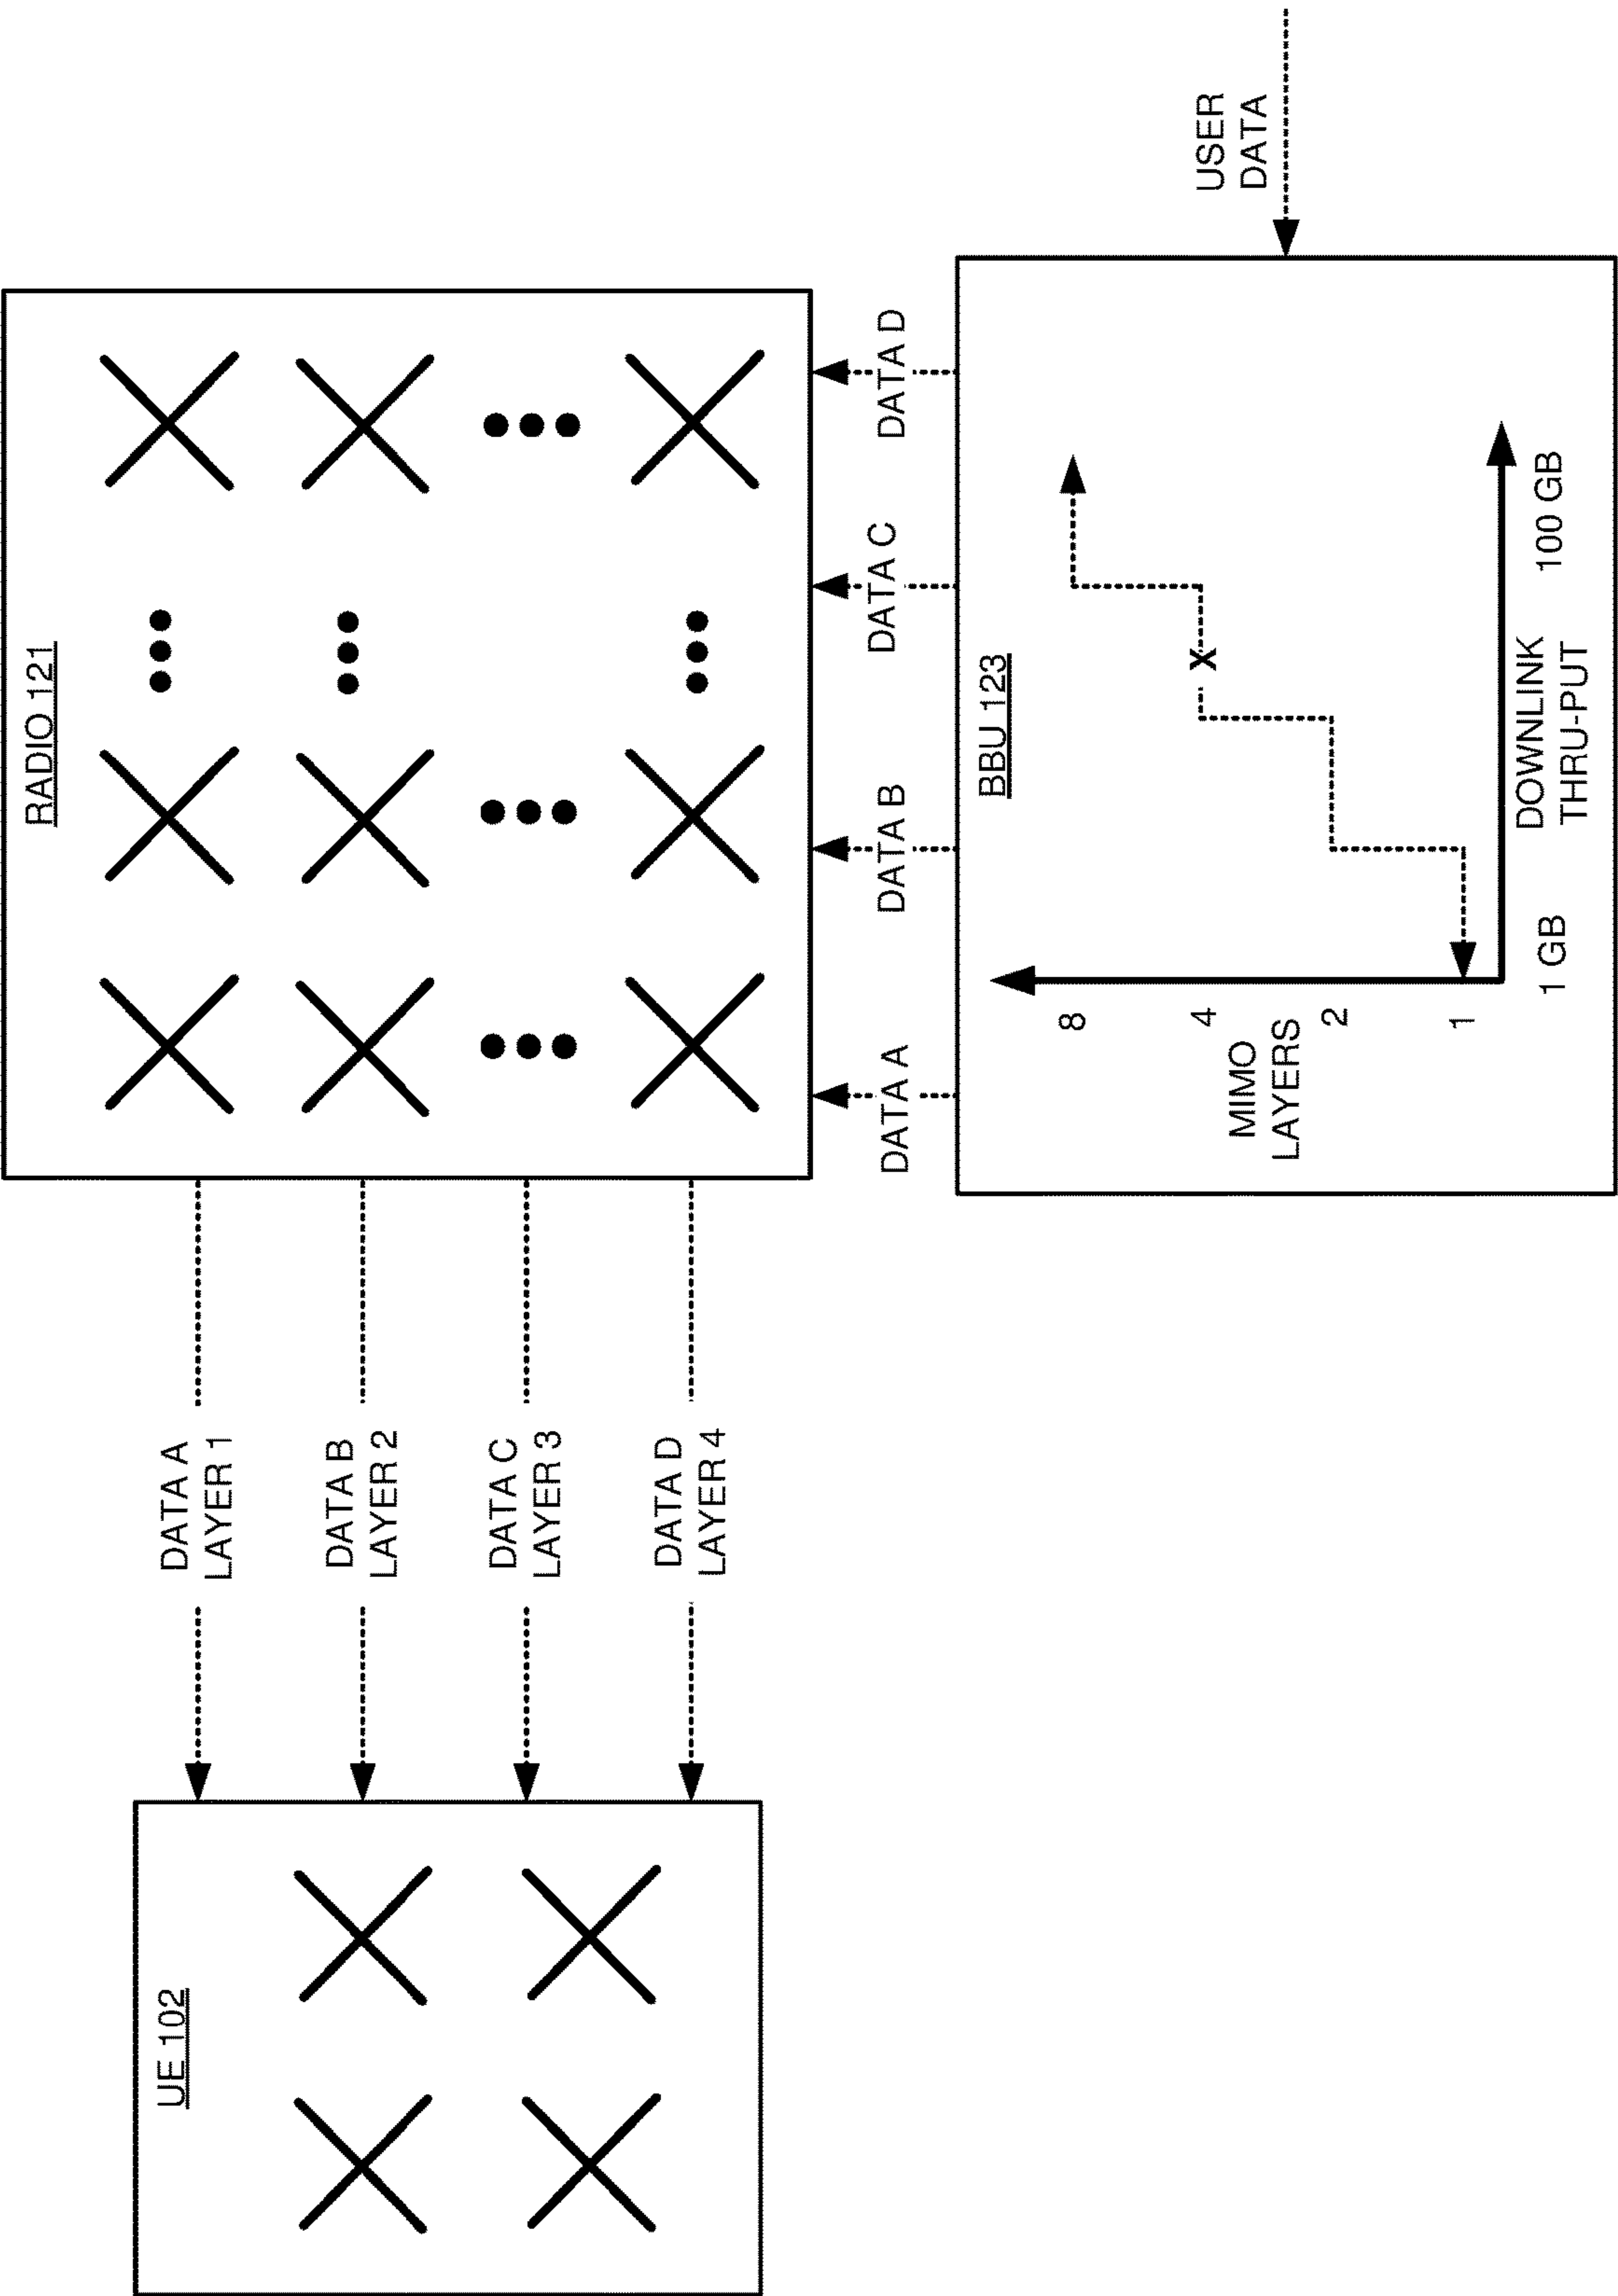 UE 102
DATA A
LAYER 1
DATA B
LAYER 2
DATA C
LAYER 3
DATA D
LAYER 4
RADIO 121
DATA A
DATA B
DATA C
DATA D
BBU 123
8
4
2
1
MIMO
LAYERS
1 GB
DOWNLINK
THRU-PUT
100 GB
X
USER
DATA